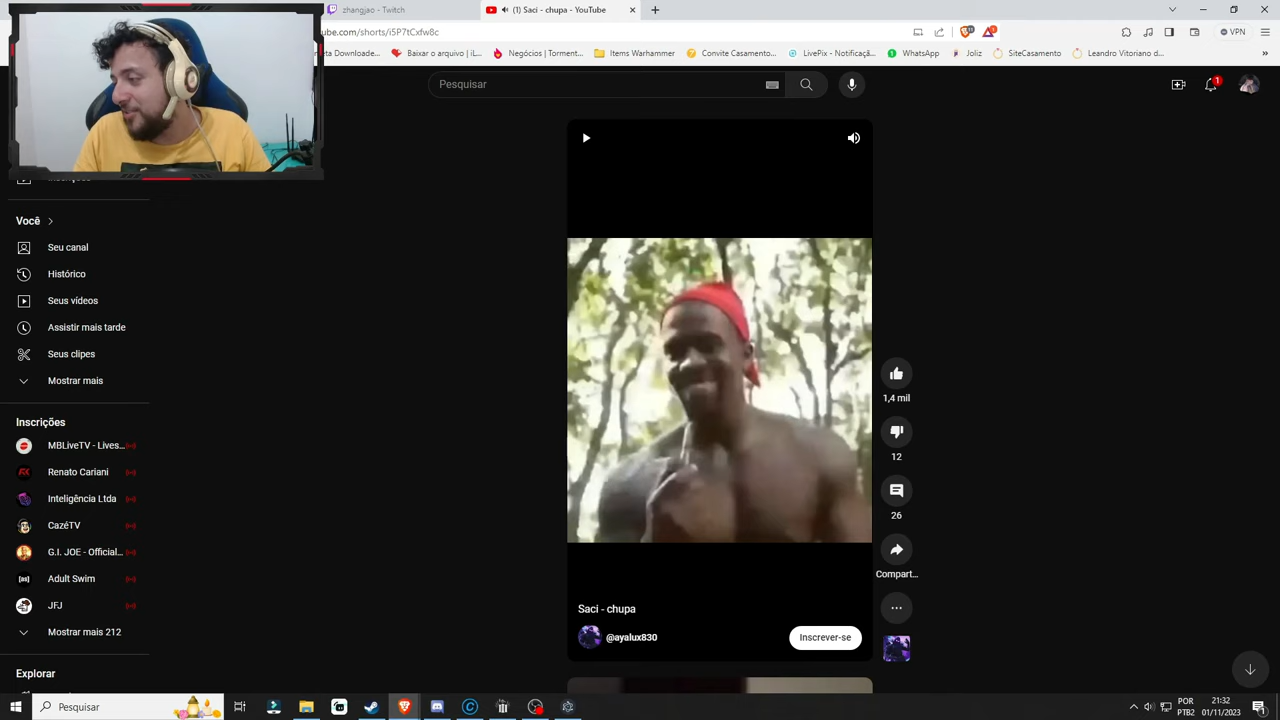 zhangjao - Twitch
(1) Saci - chupa - YouTube
ube.com/shorts/i5P7tCxfw8c
VPN
eta Downloade...
Baixar o arquivo | iL...
Negócios | Torment...
Items Warhammer
Convite Casamento...
LivePix - Notificaçã...
WhatsApp
Joliz
SiteCasamento
Leandro Vitoriano d...
Pesquisar
1
Você
Seu canal
Histórico
Seus vídeos
Assistir mais tarde
Seus clipes
Mostrar mais
Inscrições
MBLiveTV - Lives...
Renato Cariani
Inteligência Ltda
CazéTV
G.I. JOE - Official...
Adult Swim
JFJ
Mostrar mais 212
Explorar
1,4 mil
12
26
Compart...
Saci - chupa
@ayalux830
Inscrever-se
Pesquisar
POR
PTB2
21:32
01/11/2023